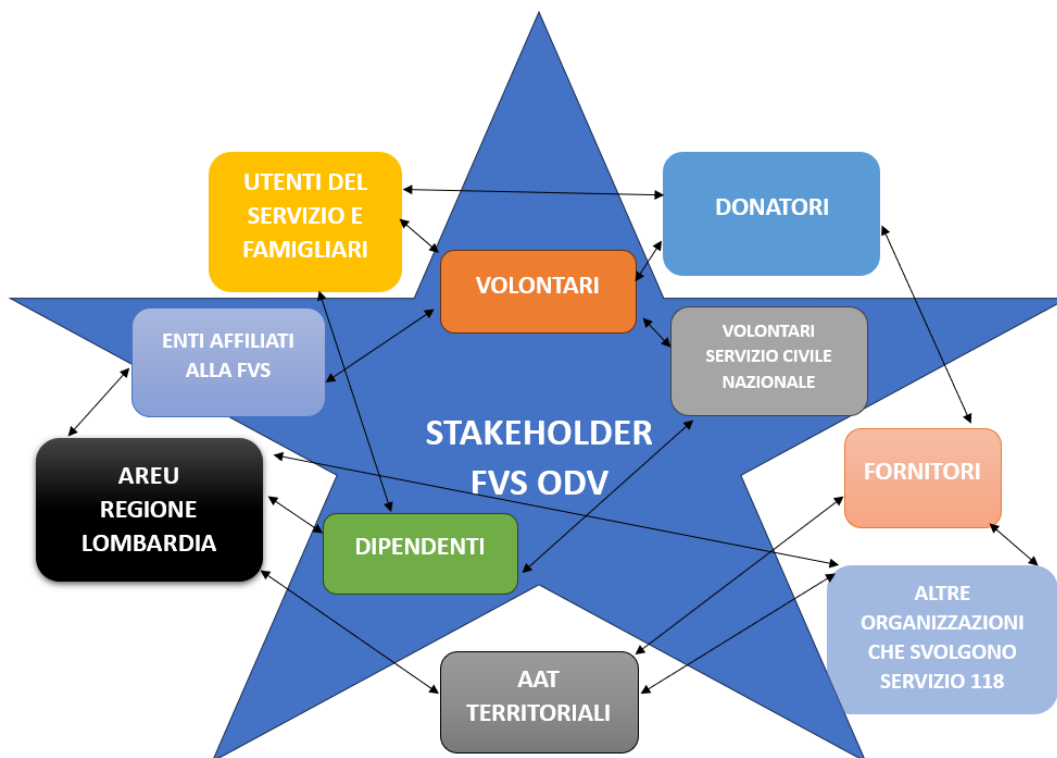 UTENTI DEL
SERVIZIO E
FAMIGLIARI
DONATORI
VOLONTARI
ENTI AFFILIATI
ALLA FVS
VOLONTARI
SERVIZIO CIVILE
NAZIONALE
STAKEHOLDER
FVS ODV
AREU
REGIONE
LOMBARDIA
FORNITORI
DIPENDENTI
ALTRE
ORGANIZZAZIONI
CHE SVOLGONO
SERVIZIO 118
AAT
TERRITORIALI